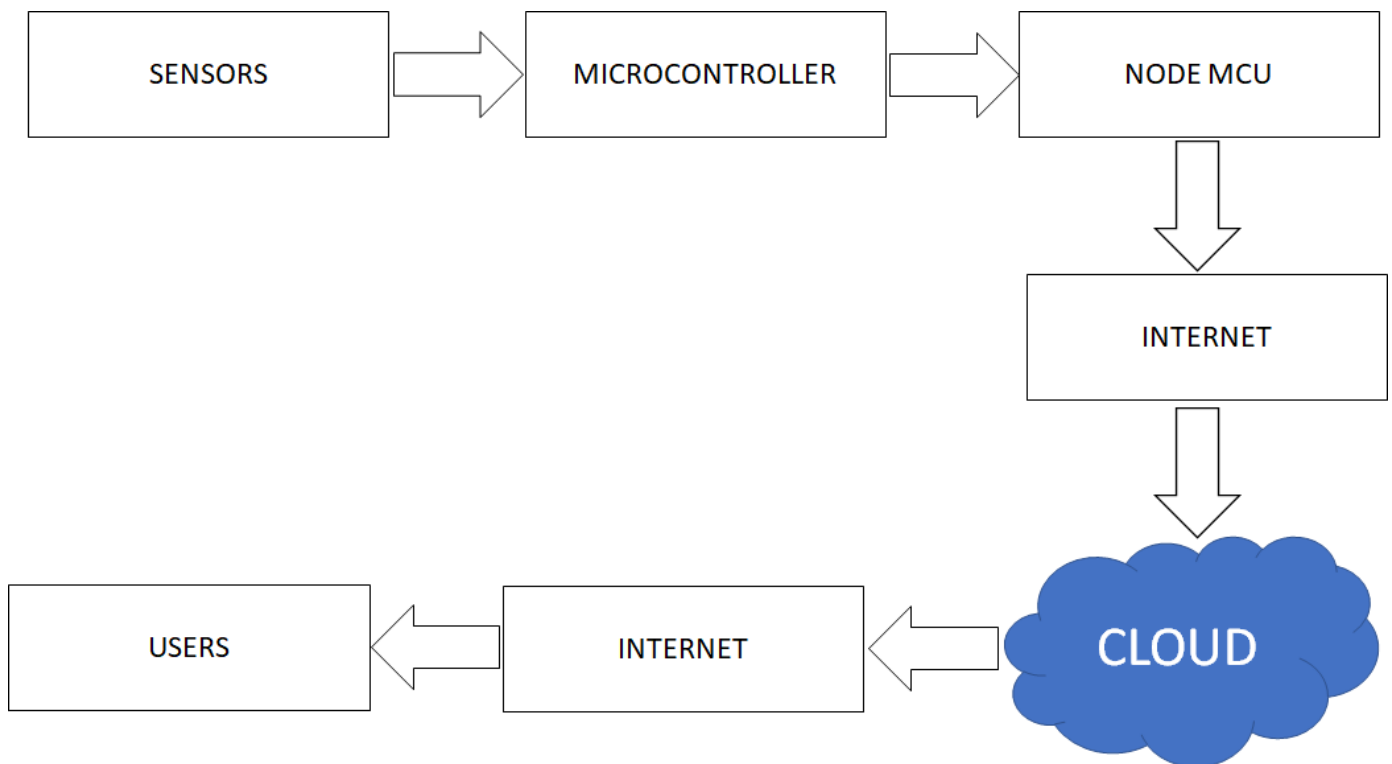 SENSORS
MICROCONTROLLER
NODE MCU
INTERNET
CLOUD
INTERNET
USERS